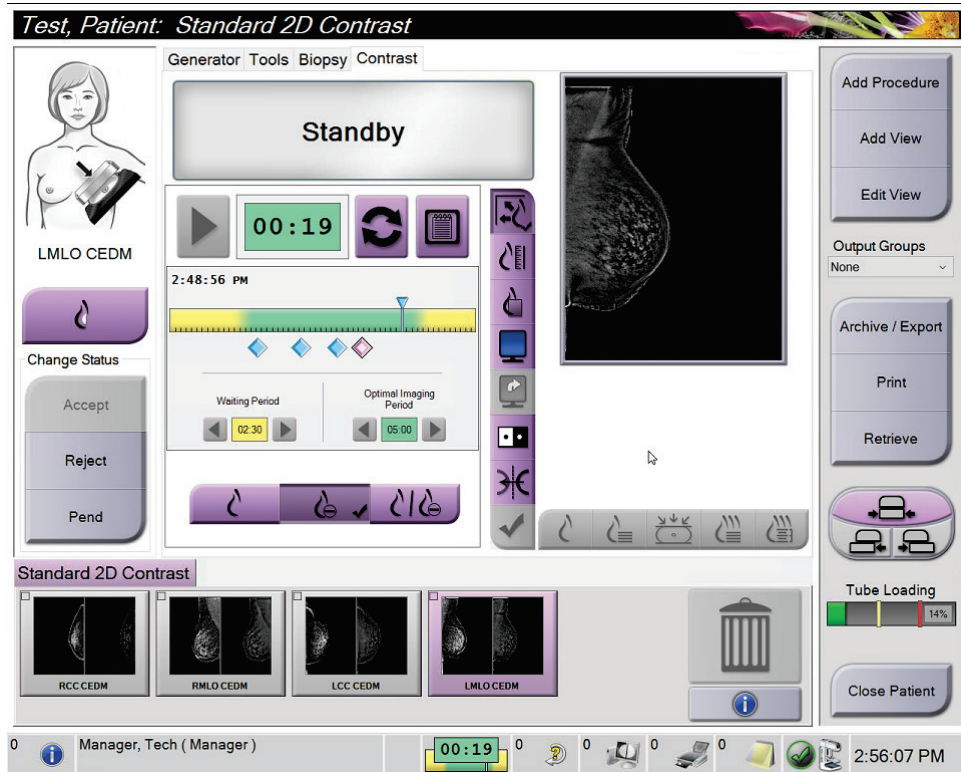 Test, Patient: Standard 2D Contrast
Generator Tools Biopsy Contrast
Standby
LMLO CEDM
00:19
2:48:56 PM
Waiting Period
Optimal Imaging
Period
02:30
05:00
Change Status
Accept
Reject
Pend
Add Procedure
Add View
Edit View
Output Groups
None
Archive / Export
Print
Retrieve
Tube Loading
14%
Close Patient
Standard 2D Contrast
RCC CEDM
RMLO CEDM
LCC CEDM
LMLO CEDM
0
Manager, Tech ( Manager )
00:19
0
0
0
0
2:56:07 PM